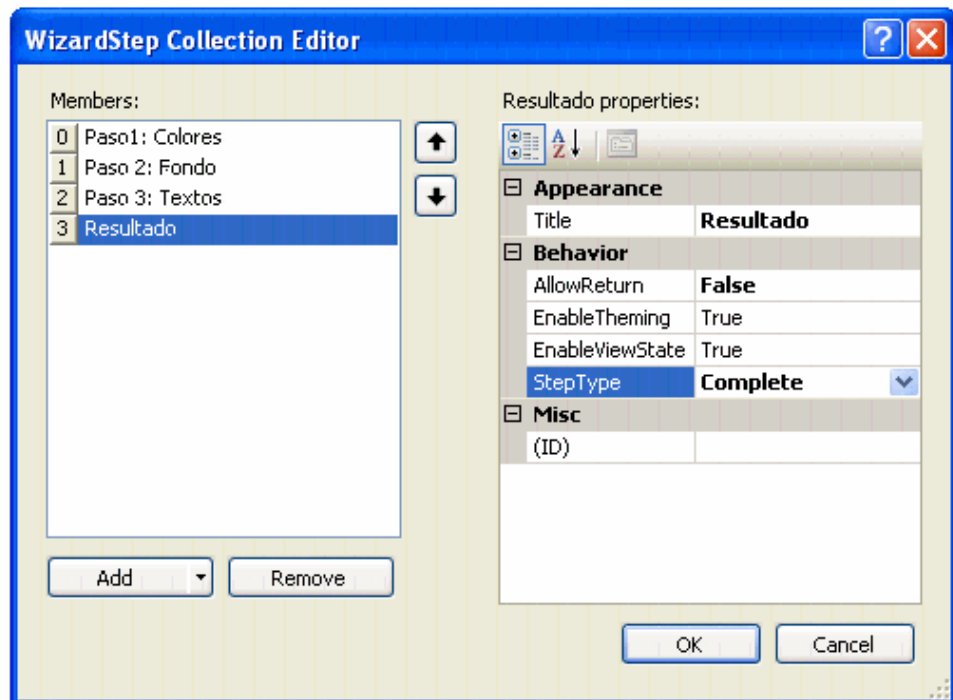 WizardStep Collection Editor
Members:
0 Paso1: Colores
1 Paso 2: Fondo
2 Paso 3: Textos
3 Resultado
Add
Remove
Resultado properties:
Appearance
Title Resultado
Behavior
AllowReturn False
EnableTheming True
EnableViewState True
StepType Complete
Misc
(ID)
OK
Cancel